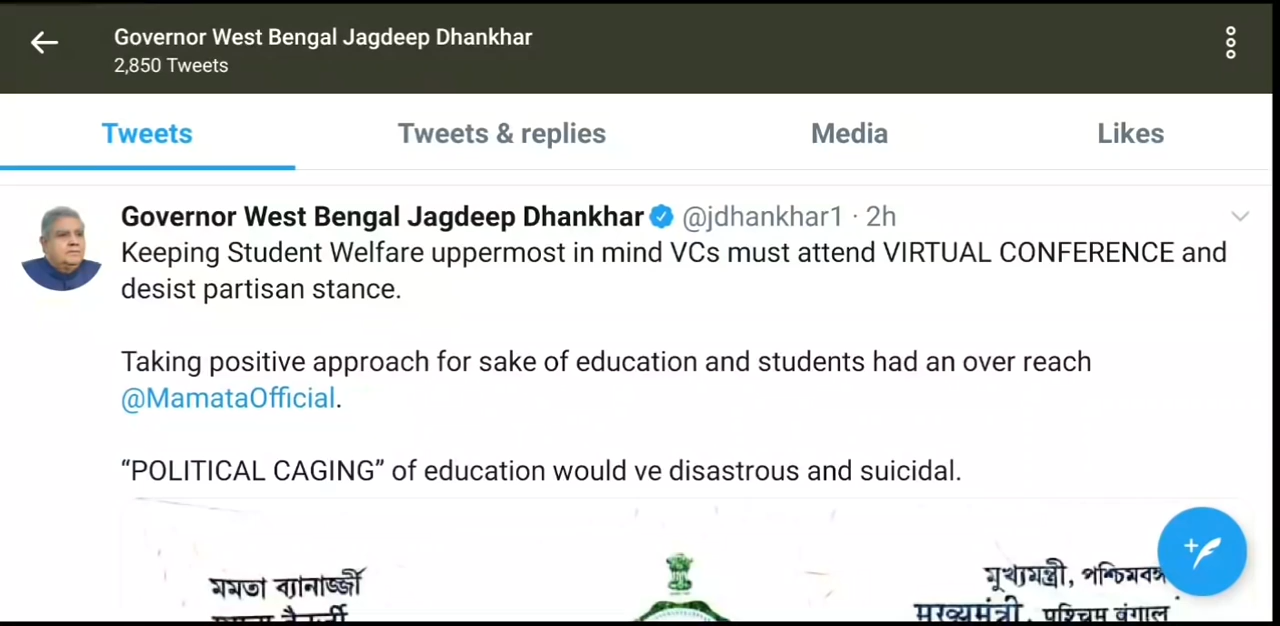 Governor West Bengal Jagdeep Dhankhar
2,850 Tweets
Tweets
Tweets & replies
Media
Likes
Governor West Bengal Jagdeep Dhankhar @jdhankhar1 · 2h
Keeping Student Welfare uppermost in mind VCs must attend VIRTUAL CONFERENCE and
desist partisan stance.
Taking positive approach for sake of education and students had an over reach
@MamataOfficial.
“POLITICAL CAGING” of education would ve disastrous and suicidal.
মমতা ব্যানার্জ্জী
মুখ্যমন্ত্রী, পশ্চিমবঙ্গ
मुख्यमंत्री, पश्चिम बंगाल